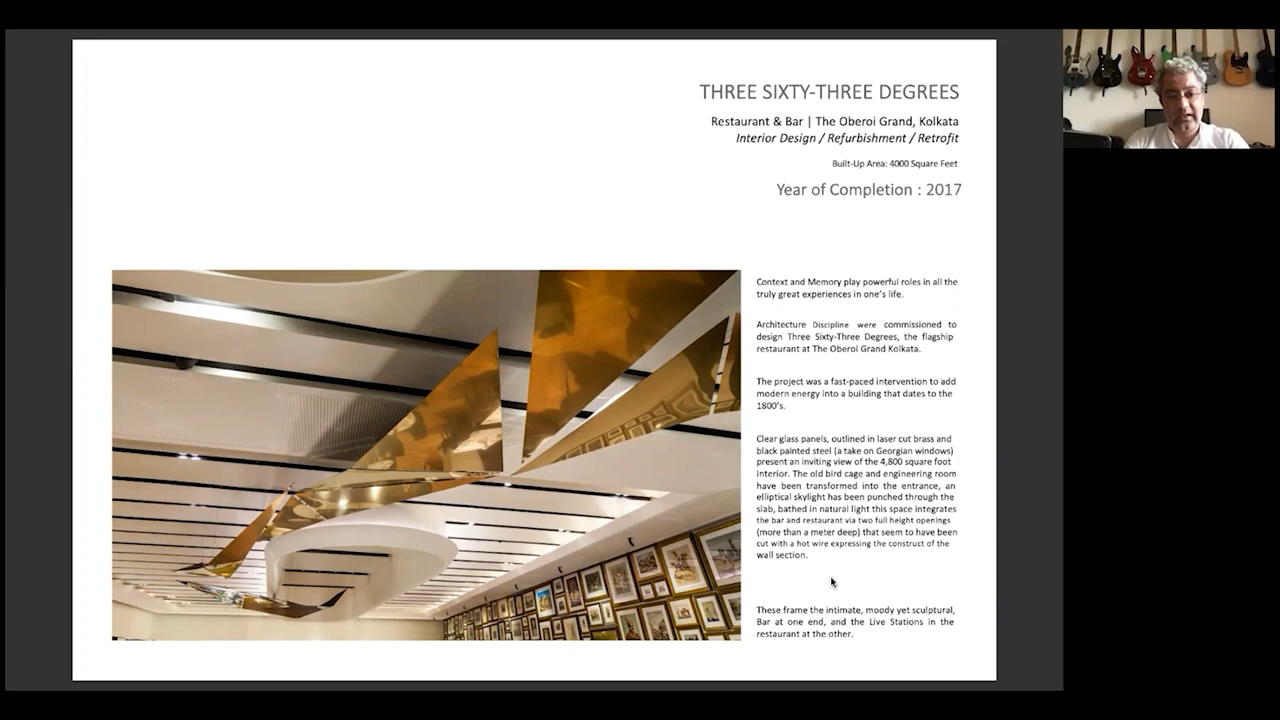 THREE SIXTY-THREE DEGREES
Restaurant & Bar | The Oberoi Grand, Kolkata
Interior Design / Refurbishment / Retrofit
Built-Up Area: 4000 Square Feet
Year of Completion : 2017
Context and Memory play powerful roles in all the
truly great experiences in one's life.
Architecture Discipline were commissioned to
design Three Sixty-Three Degrees, the flagship
restaurant at The Oberoi Grand Kolkata.
The project was a fast-paced intervention to add
modern energy into a building that dates to the
1800's.
Clear glass panels, outlined in laser cut brass and
black painted steel (a take on Georgian windows)
present an inviting view of the 4,800 square foot
interior. The old bird cage and engineering room
have been transformed into the entrance, an
elliptical skylight has been punched through the
slab, bathed in natural light this space integrates
the bar and restaurant via two full height openings
(more than a meter deep) that seem to have been
cut with a hot wire expressing the construct of the
wall section.
These frame the intimate, moody yet sculptural,
Bar at one end, and the Live Stations in the
restaurant at the other.